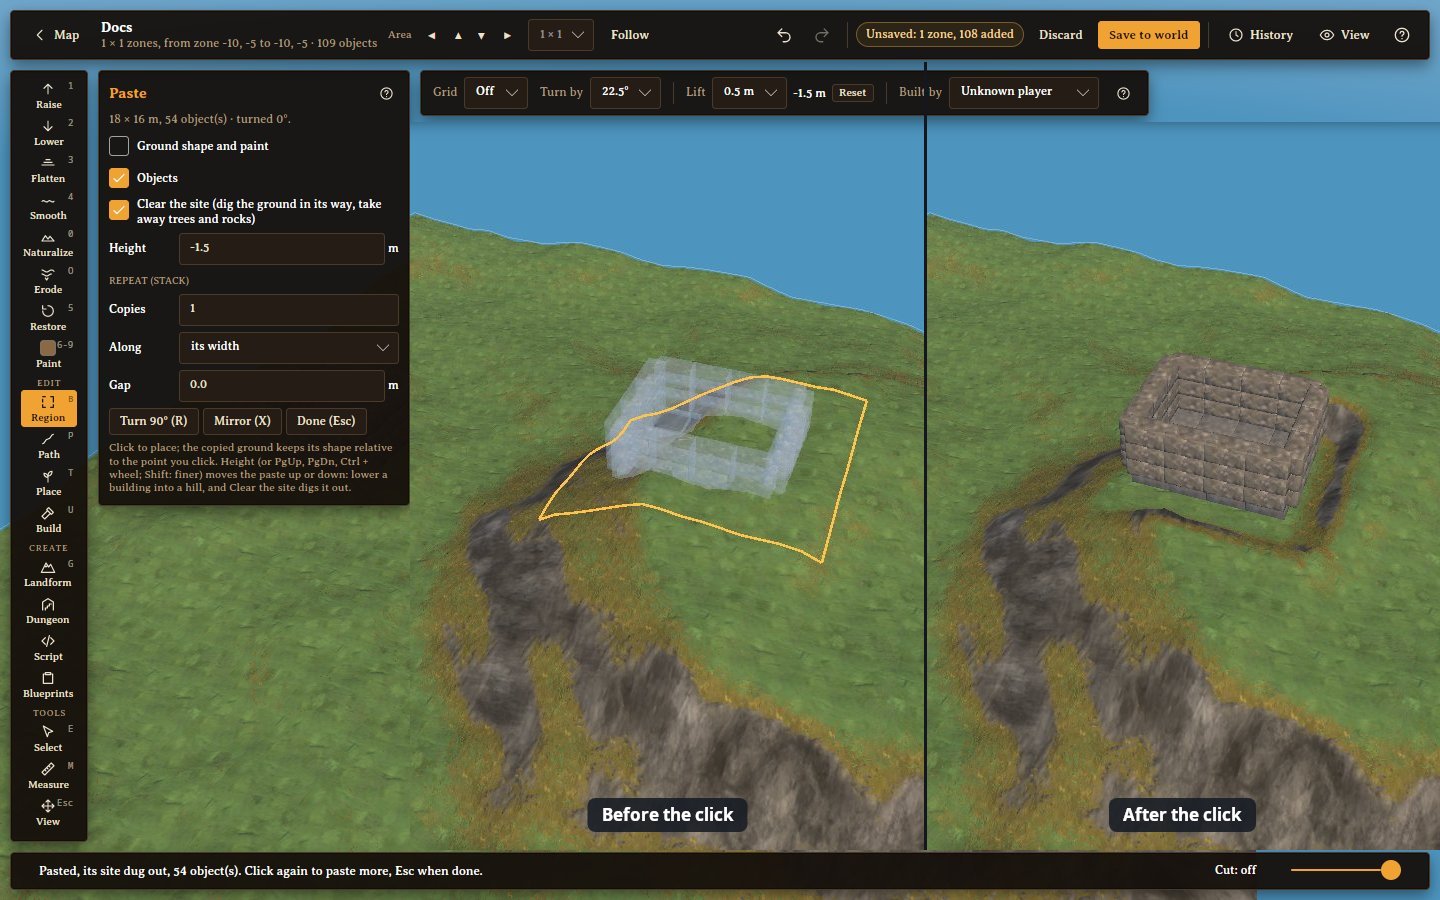 Map
Docs
1 × 1 zones, from zone -10, -5 to -10, -5 · 109 objects
Area
1 × 1
Follow
Unsaved: 1 zone, 108 added
Discard
Save to world
History
View
1
Raise
2
Lower
3
Flatten
4
Smooth
0
Naturalize
O
Erode
5
Restore
6-9
Paint
EDIT
B
Region
P
Path
T
Place
U
Build
CREATE
G
Landform
Dungeon
Script
Blueprints
TOOLS
E
Select
M
Measure
Esc
View
Paste
18 × 16 m, 54 object(s) · turned 0°.
Ground shape and paint
Objects
Clear the site (dig the ground in its way, take
away trees and rocks)
Height -1.5 m
REPEAT (STACK)
Copies 1
Along its width
Gap 0.0 m
Turn 90° (R) Mirror (X) Done (Esc)
Click to place; the copied ground keeps its shape relative
to the point you click. Height (or PgUp, PgDn, Ctrl +
wheel; Shift: finer) moves the paste up or down: lower a
building into a hill, and Clear the site digs it out.
Grid Off Turn by 22.5° Lift 0.5 m -1.5 m Reset Built by Unknown player
Before the click
After the click
Pasted, its site dug out, 54 object(s). Click again to paste more, Esc when done.
Cut: off